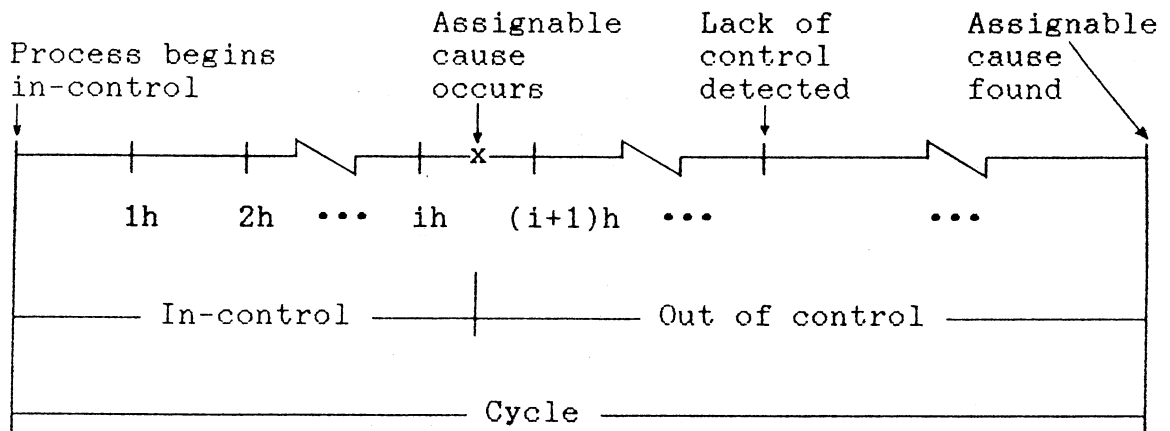 Process begins
in-control
Assignable
cause
occurs
Lack of
control
detected
Assignable
cause
found
x
1h 2h ••• ih (i+1)h ••• •••
In-control Out of control
Cycle